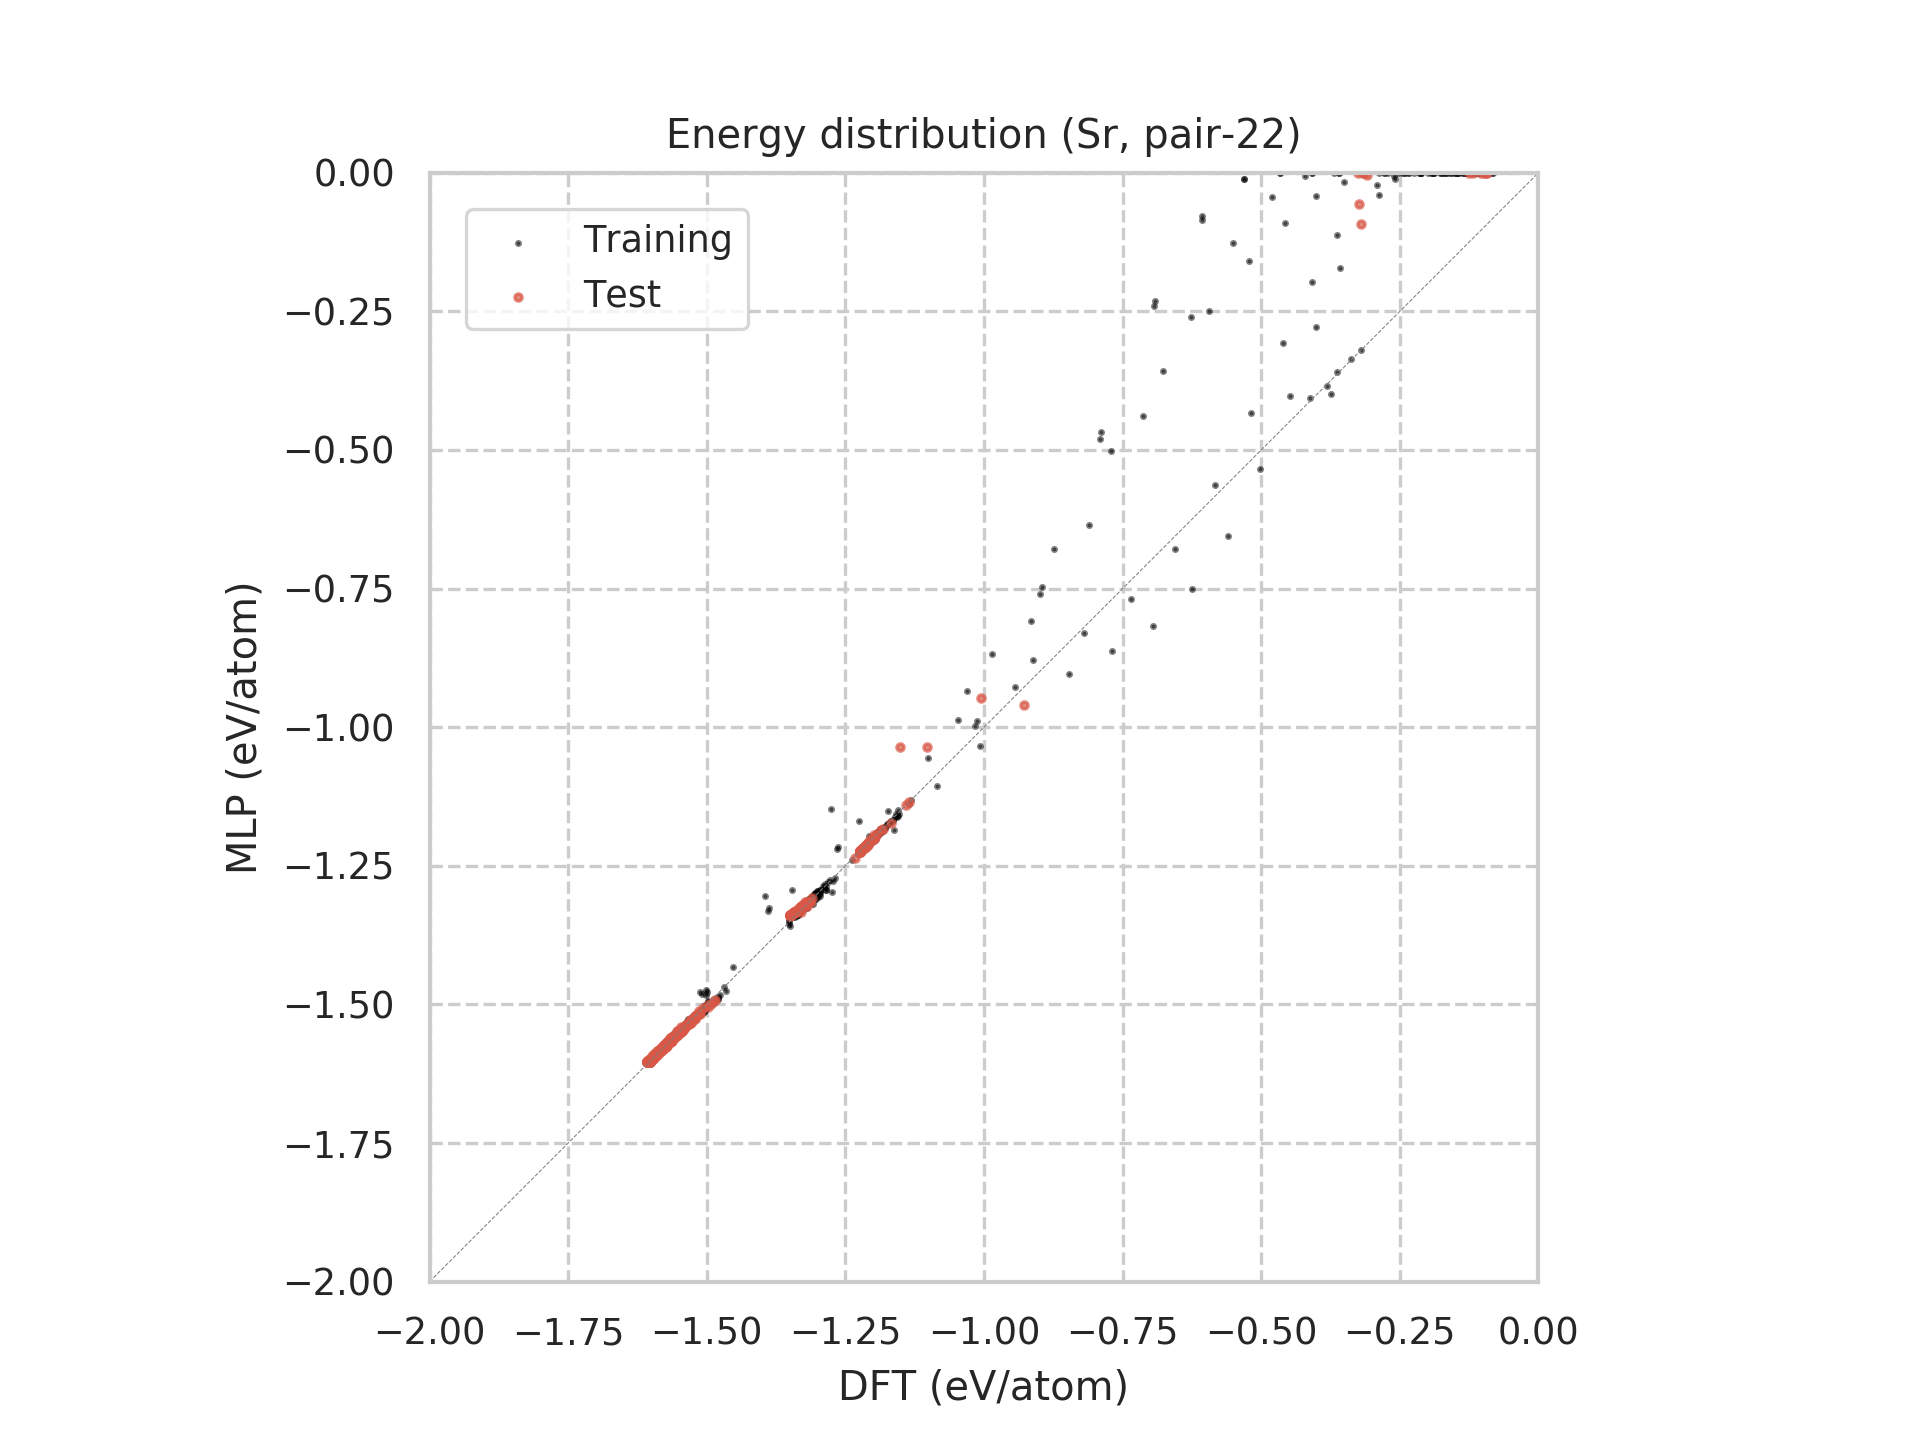 Energy distribution (Sr, pair-22)
0.00
−0.25
−0.50
−0.75
−1.00
−1.25
−1.50
−1.75
−2.00
MLP (eV/atom)
Training
Test
−2.00 −1.75 −1.50 −1.25 −1.00 −0.75 −0.50 −0.25 0.00
DFT (eV/atom)